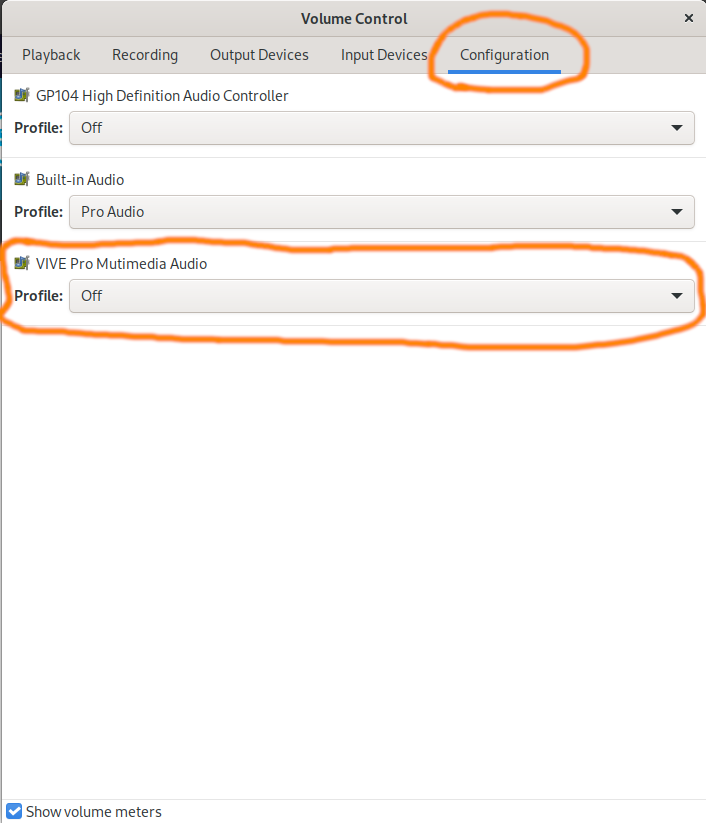 Volume Control
Playback Recording Output Devices Input Devices Configuration
GP104 High Definition Audio Controller
Profile: Off
Built-in Audio
Profile: Pro Audio
VIVE Pro Mutimedia Audio
Profile: Off
Show volume meters